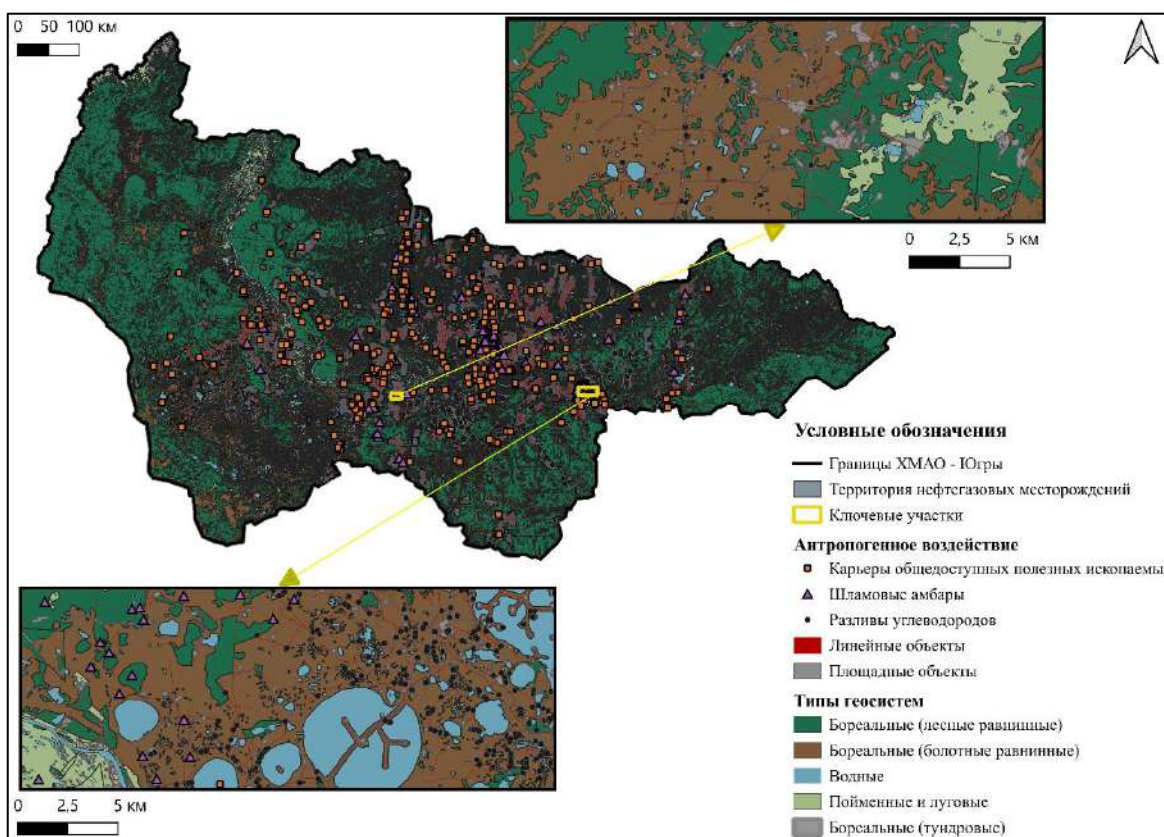 0 50 100 км
0 2,5 5 км
Условные обозначения
Границы ХМАО - Югры
Территория нефтегазовых месторождений
Ключевые участки
Антропогенное воздействие
Карьеры общедоступных полезных ископаемы
Шламовые амбары
Разливы углеводородов
Линейные объекты
Площадные объекты
Типы геосистем
Бореальные (лесные равнинные)
Бореальные (болотные равнинные)
Водные
Пойменные и луговые
Бореальные (тундровые)
0 2,5 5 км